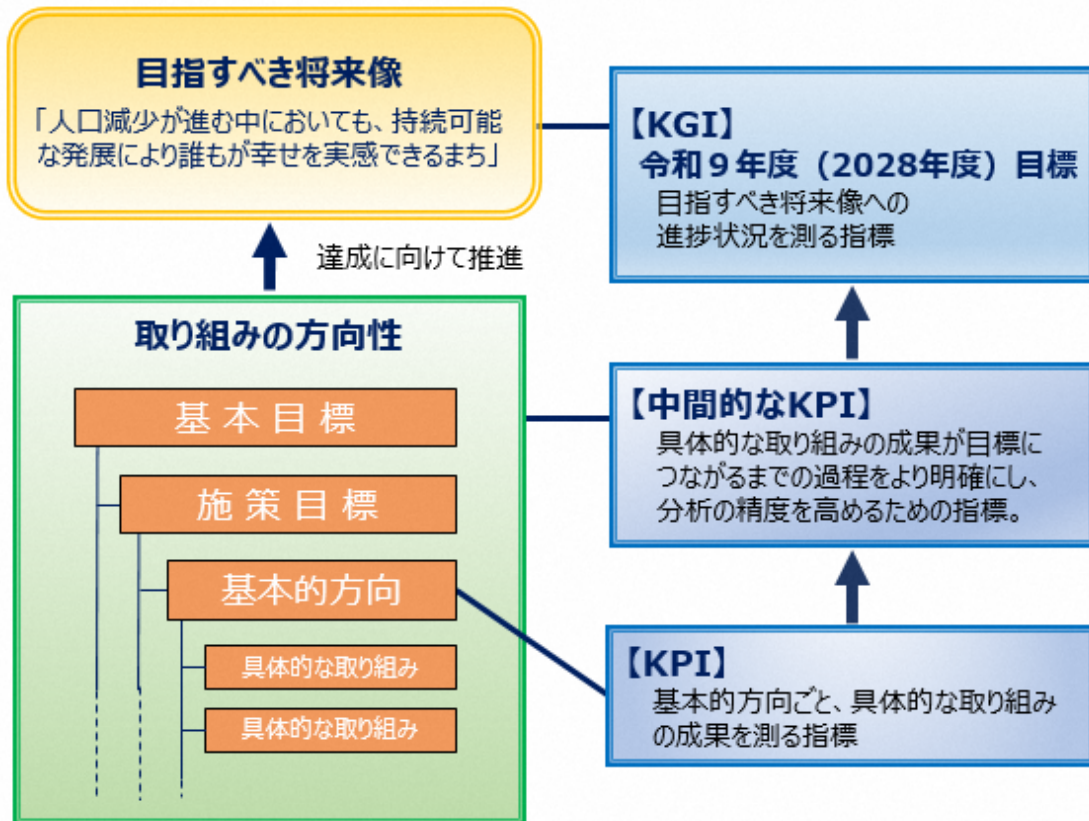 目指すべき将来像
「人口減少が進む中においても、持続可能
な発展により誰もが幸せを実感できるまち」
達成に向けて推進
取り組みの方向性
基本目標
施策目標
基本的方向
具体的な取り組み
具体的な取り組み
【KGI】
令和９年度（2028年度）目標
目指すべき将来像への
進捗状況を測る指標
【中間的なKPI】
具体的な取り組みの成果が目標に
つながるまでの過程をより明確にし、
分析の精度を高めるための指標。
【KPI】
基本的方向ごと、具体的な取り組み
の成果を測る指標